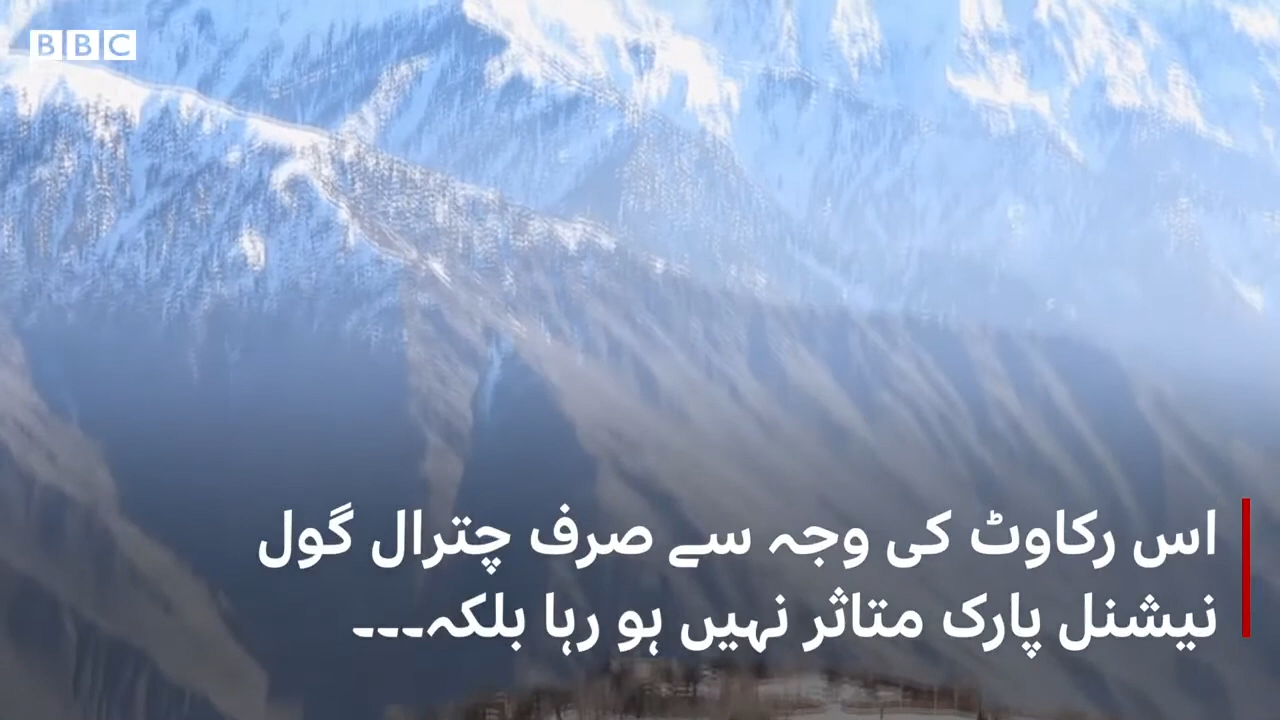 BBC
اس رکاوٹ کی وجہ سے صرف چترال گول
نیشنل پارک متاثر نہیں ہو رہا بلکہ۔۔۔